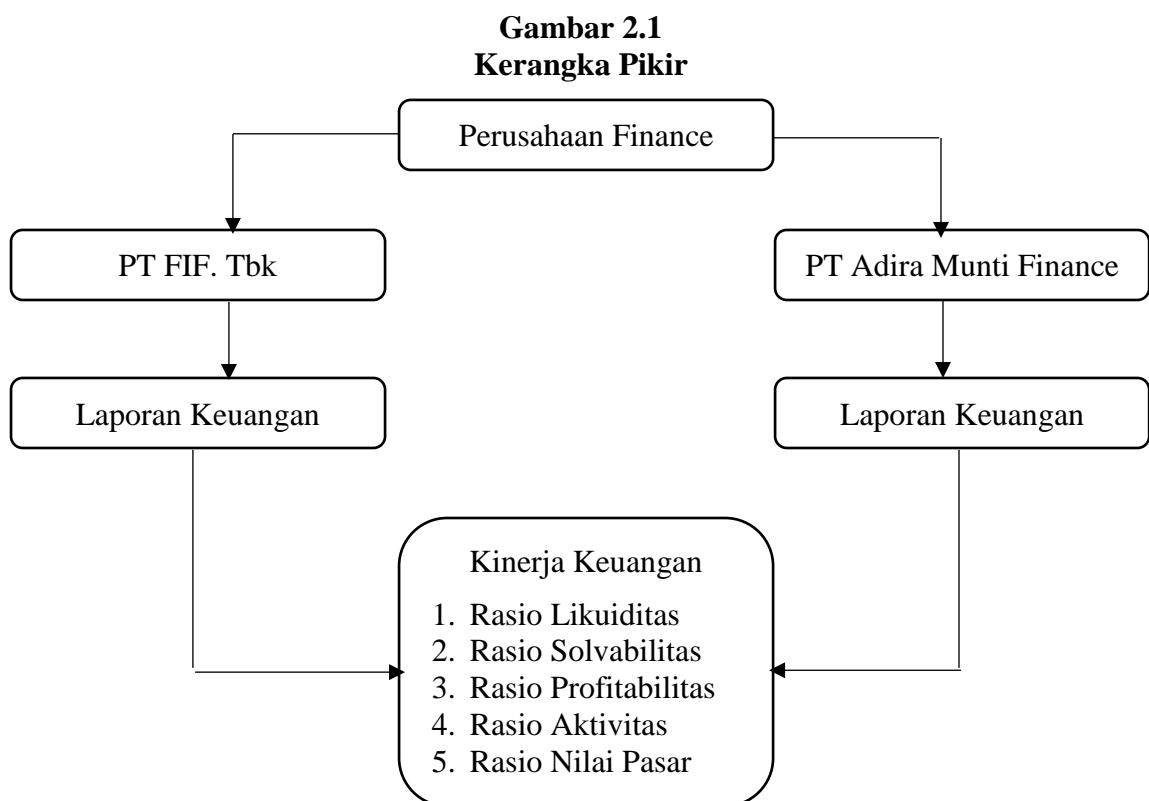 Gambar 2.1
Kerangka Pikir
Perusahaan Finance
PT FIF. Tbk
PT Adira Munti Finance
Laporan Keuangan
Laporan Keuangan
Kinerja Keuangan
1. Rasio Likuiditas
2. Rasio Solvabilitas
3. Rasio Profitabilitas
4. Rasio Aktivitas
5. Rasio Nilai Pasar